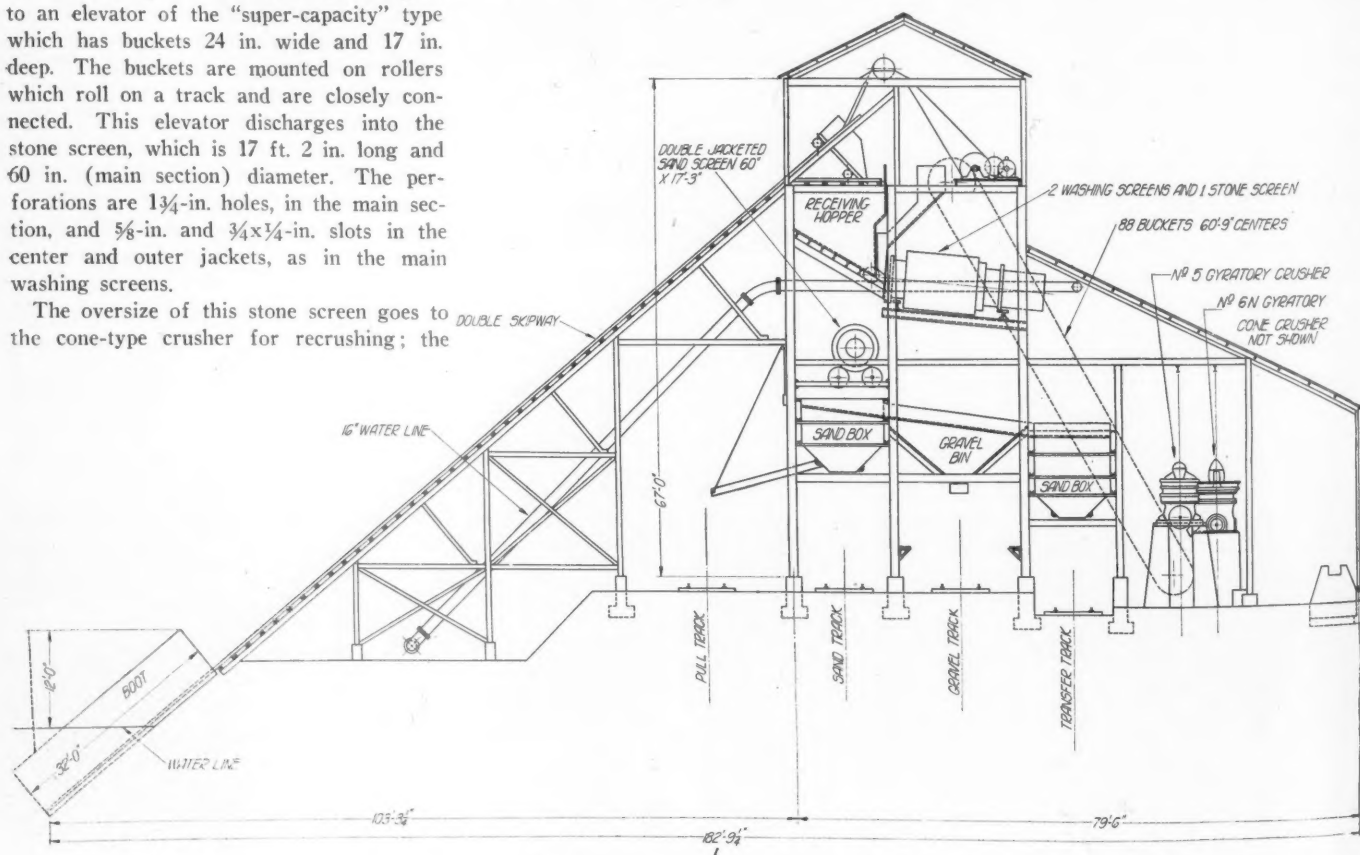 to an elevator of the “super-capacity” type
which has buckets 24 in. wide and 17 in.
deep. The buckets are mounted on rollers
which roll on a track and are closely con-
nected. This elevator discharges into the
stone screen, which is 17 ft. 2 in. long and
60 in. (main section) diameter. The per-
forations are 1¾-in. holes, in the main sec-
tion, and ⅝-in. and ¾x¼-in. slots in the
center and outer jackets, as in the main
washing screens.
The oversize of this stone screen goes to
the cone-type crusher for recrushing; the
DOUBLE JACKETED
SAND SCREEN 60"
X 17'-3"
RECEIVING
HOPPER
2 WASHING SCREENS AND 1 STONE SCREEN
88 BUCKETS 60'-9" CENTERS
Nº 5 GYRATORY CRUSHER
Nº 6N GYRATORY
CONE CRUSHER
NOT SHOWN
DOUBLE SKIPWAY
16" WATER LINE
67'-0"
SAND BOX
GRAVEL
BIN
SAND BOX
PULL TRACK
SAND TRACK
GRAVEL TRACK
TRANSFER TRACK
12'-0"
BOOT
32'-0"
WATER LINE
103'-3¼"
79'-6"
182'-9¼"